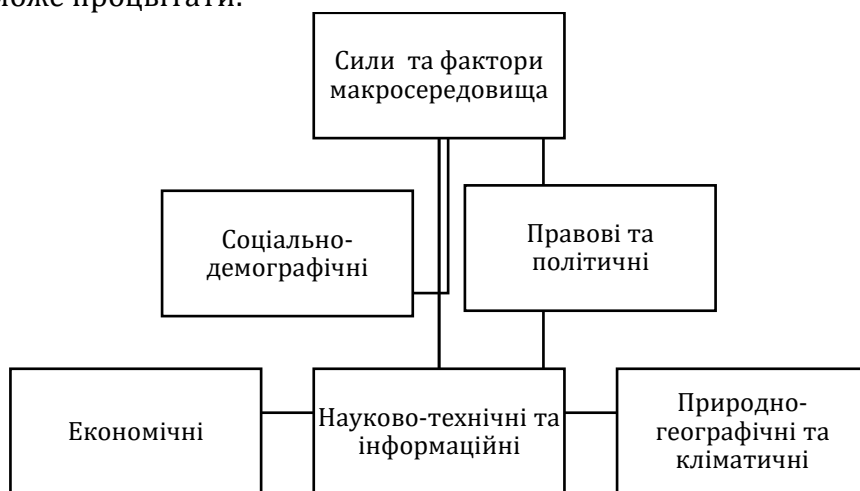 може процвітати.
Сили та фактори
макросередовища
Соціально-
демографічні
Правові та
політичні
Економічні
Науково-технічні та
інформаційні
Природно-
географічні та
кліматичні